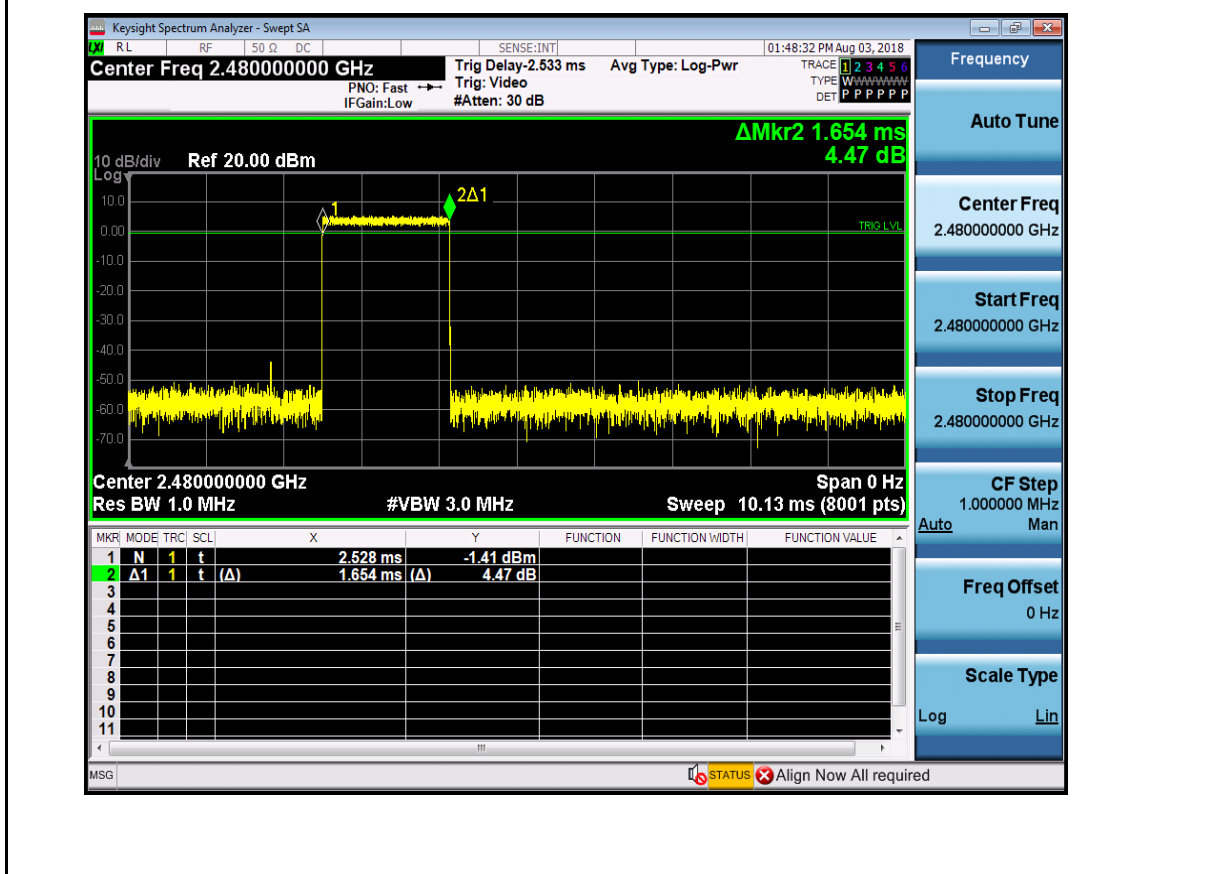 Keysight Spectrum Analyzer - Swept SA
LXI RL RF 50 Ω DC SENSE:INT 01:48:32 PM Aug 03, 2018
Center Freq 2.480000000 GHz
PNO: Fast
IFGain:Low
Trig Delay-2.533 ms
Trig: Video
#Atten: 30 dB
Avg Type: Log-Pwr
TRACE 1 2 3 4 5 6
TYPE WWWWWW
DET P P P P P P
ΔMkr2 1.654 ms
4.47 dB
10 dB/div Ref 20.00 dBm
Log
10.0
0.00
-10.0
-20.0
-30.0
-40.0
-50.0
-60.0
-70.0
1
2Δ1
TRIG LVL
Center 2.480000000 GHz Span 0 Hz
Res BW 1.0 MHz #VBW 3.0 MHz Sweep 10.13 ms (8001 pts)
MKR MODE TRC SCL X Y FUNCTION FUNCTION WIDTH FUNCTION VALUE
1 N 1 t 2.528 ms -1.41 dBm
2 Δ1 1 t (Δ) 1.654 ms (Δ) 4.47 dB
3
4
5
6
7
8
9
10
11
MSG STATUS Align Now All required
Frequency
Auto Tune
Center Freq
2.480000000 GHz
Start Freq
2.480000000 GHz
Stop Freq
2.480000000 GHz
CF Step
1.000000 MHz
Auto Man
Freq Offset
0 Hz
Scale Type
Log Lin